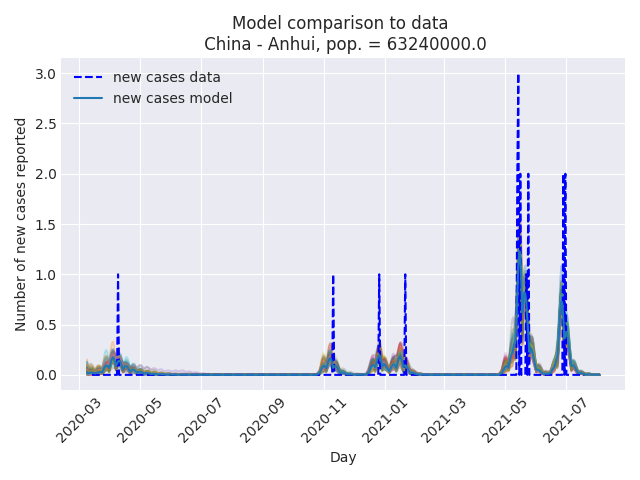 Model comparison to data
China - Anhui, pop. = 63240000.0
new cases data
new cases model
Number of new cases reported
3.0
2.5
2.0
1.5
1.0
0.5
0.0
2020-03
2020-05
2020-07
2020-09
2020-11
2021-01
2021-03
2021-05
2021-07
Day